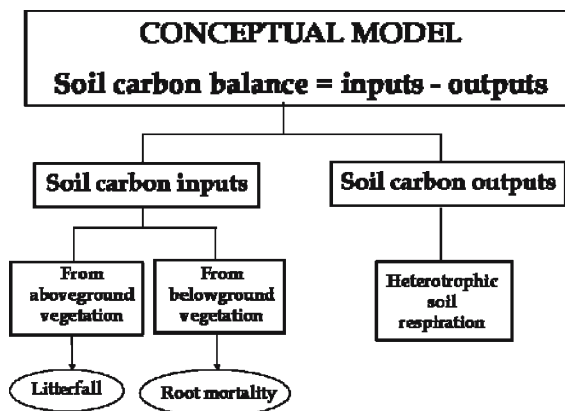 CONCEPTUAL MODEL
Soil carbon balance = inputs - outputs
Soil carbon inputs
Soil carbon outputs
From
aboveground
vegetation
From
belowground
vegetation
Heterotrophic
soil
respiration
Litterfall
Root mortality